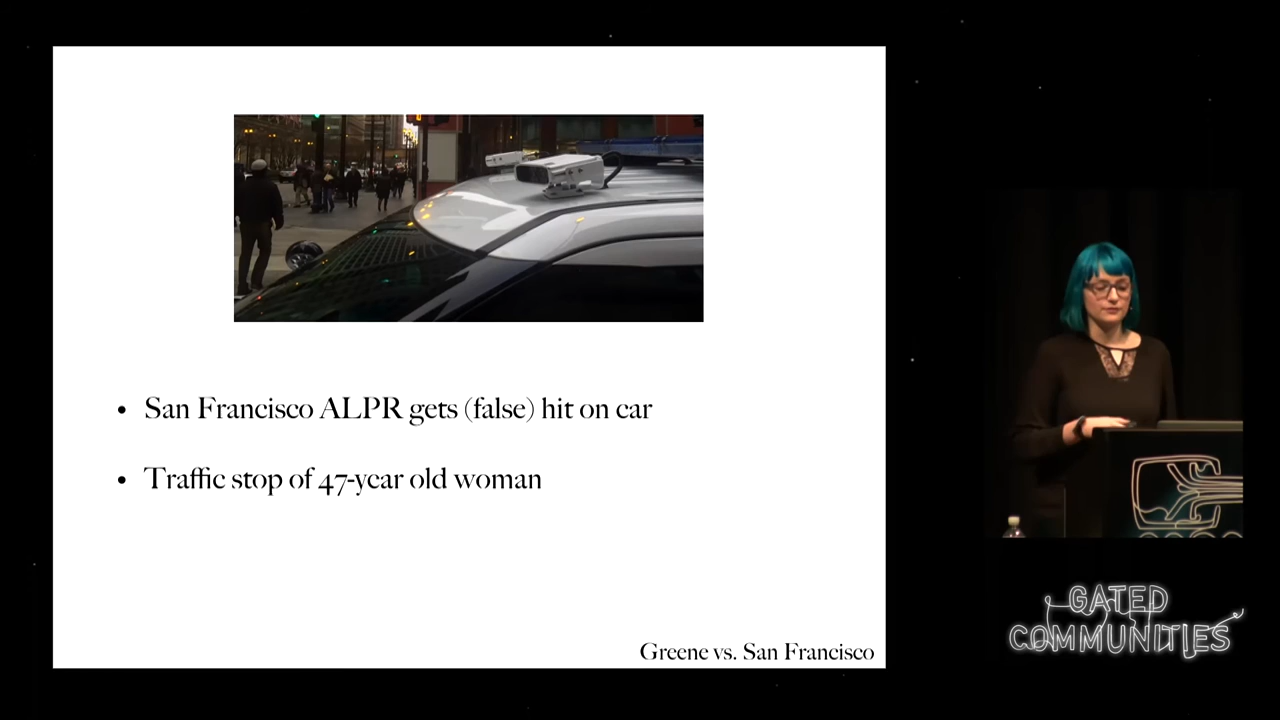 • San Francisco ALPR gets (false) hit on car
• Traffic stop of 47-year old woman
Greene vs. San Francisco
GATED
COMMUNITIES